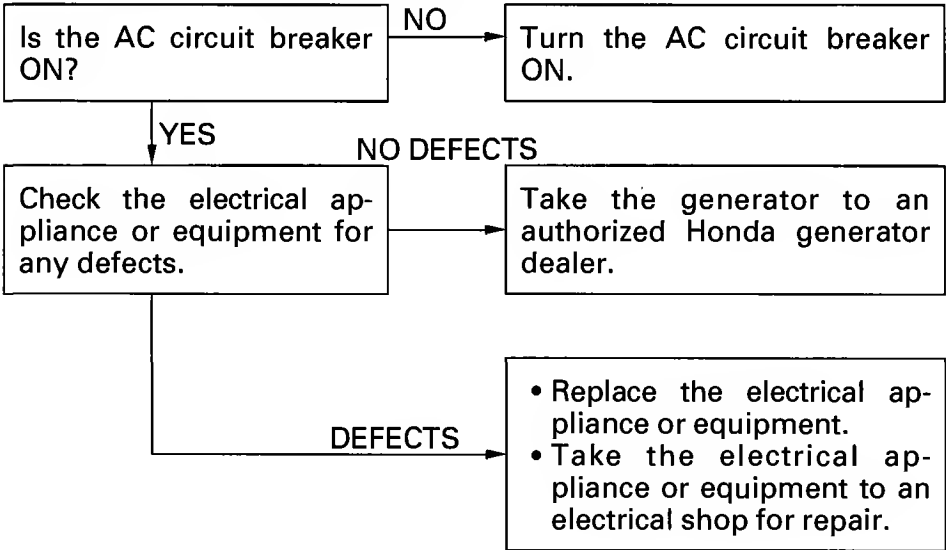 Is the AC circuit breaker
ON?
NO
Turn the AC circuit breaker
ON.
YES
NO DEFECTS
Check the electrical ap-
pliance or equipment for
any defects.
Take the generator to an
authorized Honda generator
dealer.
DEFECTS
• Replace the electrical ap-
pliance or equipment.
• Take the electrical ap-
pliance or equipment to an
electrical shop for repair.